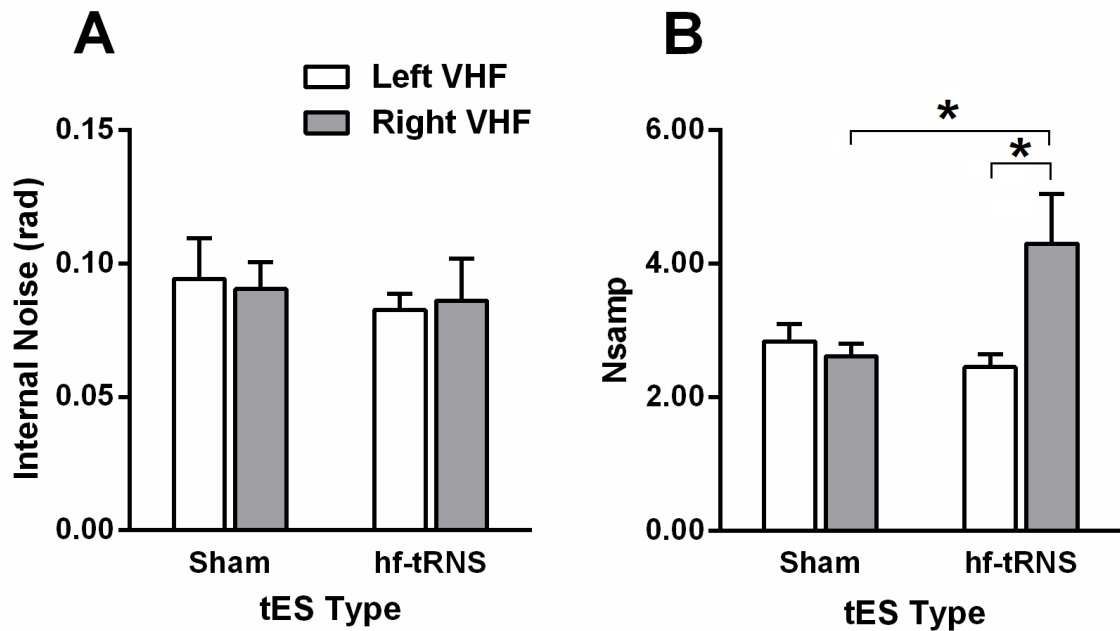 A
Left VHF
Right VHF
0.15
0.10
0.05
0.00
Internal Noise (rad)
Sham hf-tRNS
tES Type
B
*
*
6.00
4.00
2.00
0.00
Nsamp
Sham hf-tRNS
tES Type